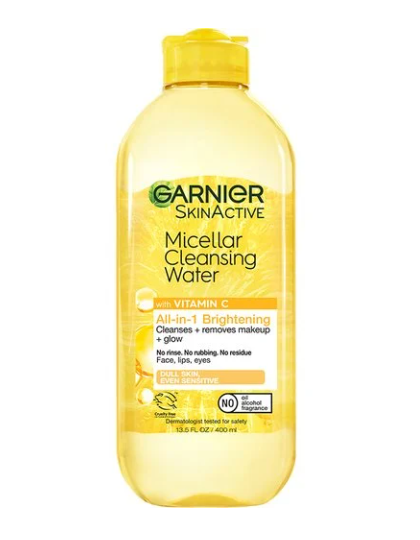 GARNIER
SKINACTIVE
Micellar
Cleansing
Water
with VITAMIN C
All-in-1 Brightening
Cleanses + removes makeup
+ glow
No rinse. No rubbing. No residue
Face, lips, eyes
DULL SKIN,
EVEN SENSITIVE
NO
oil
alcohol
fragrance
Cruelty free
Dermatologist tested for safety
13.5 FL OZ / 400 ml